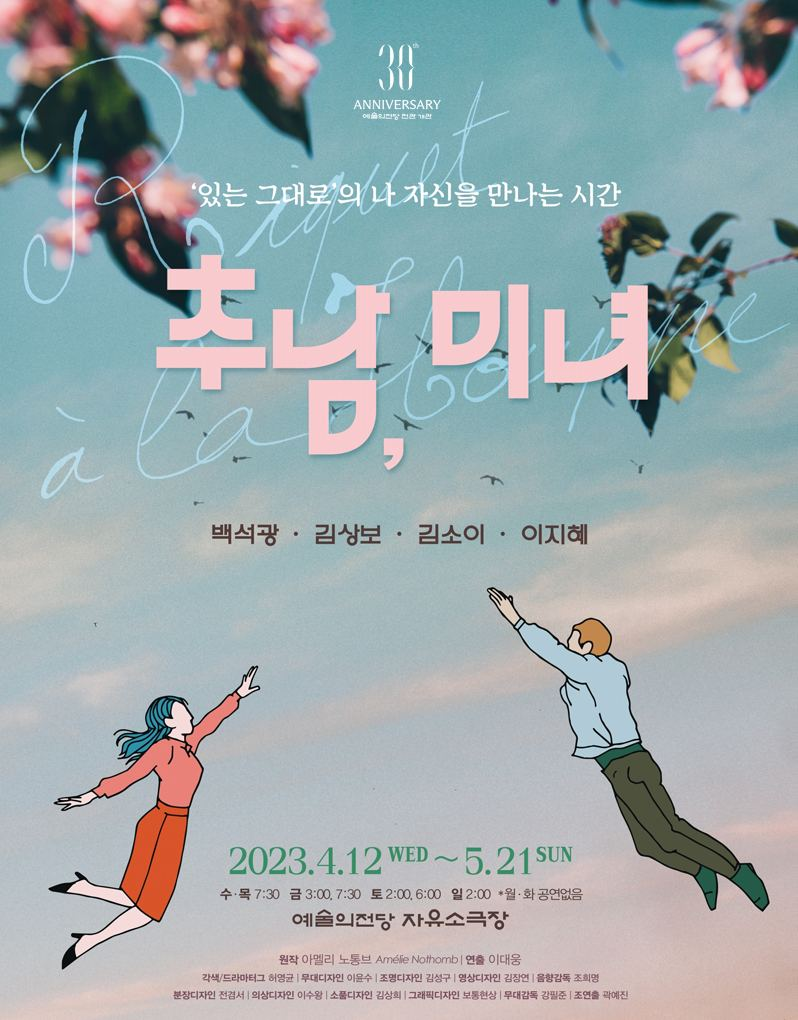 30th
ANNIVERSARY
예술의전당 전관 개관
Riquet
à la Houppe
‘있는 그대로’의 나 자신을 만나는 시간
추남, 미녀
백석광 · 김상보 · 김소이 · 이지혜
2023.4.12 WED ~ 5.21 SUN
수·목 7:30 금 3:00, 7:30 토 2:00, 6:00 일 2:00 *월·화 공연없음
예술의전당 자유소극장
원작 아멜리 노통브 Amélie Nothomb | 연출 이대웅
각색/드라마터그 허영균 | 무대디자인 이윤수 | 조명디자인 김성구 | 영상디자인 김장연 | 음향감독 조희명
분장디자인 전겸서 | 의상디자인 이수왕 | 소품디자인 김상희 | 그래픽디자인 보통현상 | 무대감독 강필준 | 조연출 곽예진